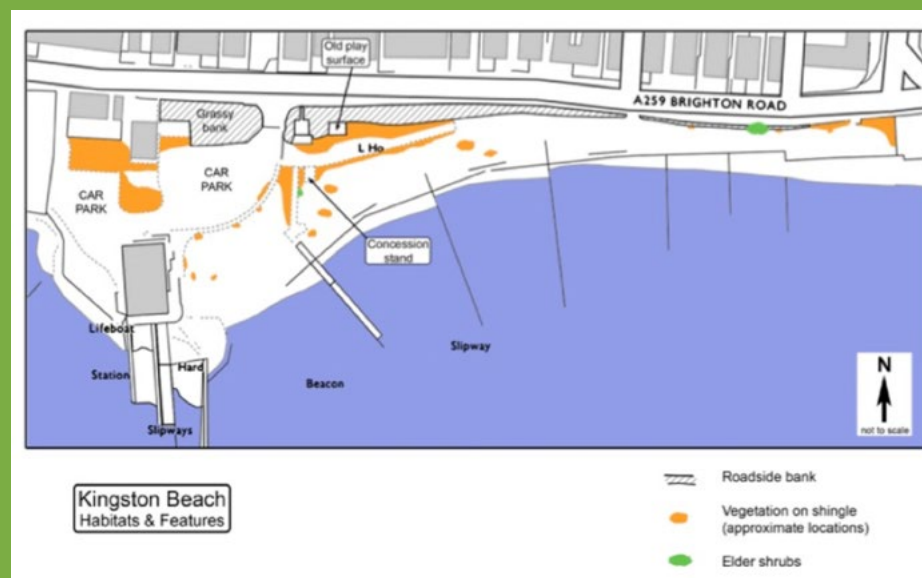 Old play
surface
A259 BRIGHTON ROAD
Grassy
bank
L Ho
CAR
PARK
CAR
PARK
Concession
stand
Lifeboat
Station
Hard
Slipway
Beacon
Slipways
N
not to scale
Kingston Beach
Habitats & Features
Roadside bank
Vegetation on shingle
(approximate locations)
Elder shrubs